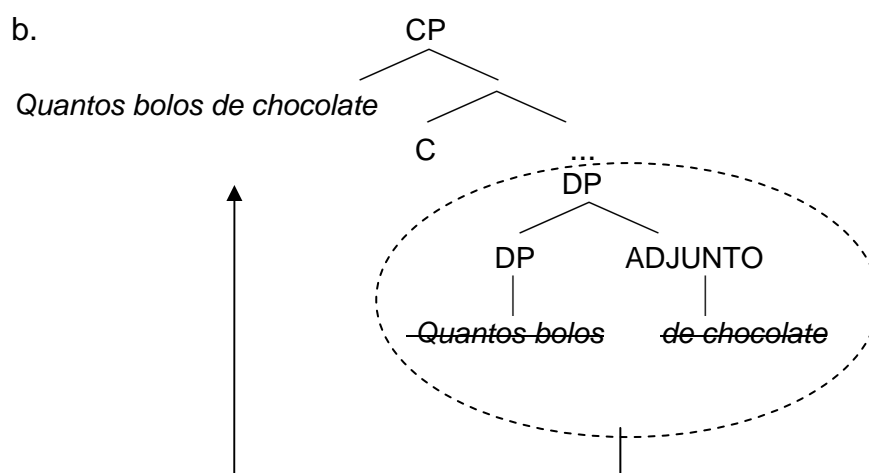 b.
CP
Quantos bolos de chocolate
C
...
DP
DP ADJUNTO
Quantos bolos de chocolate